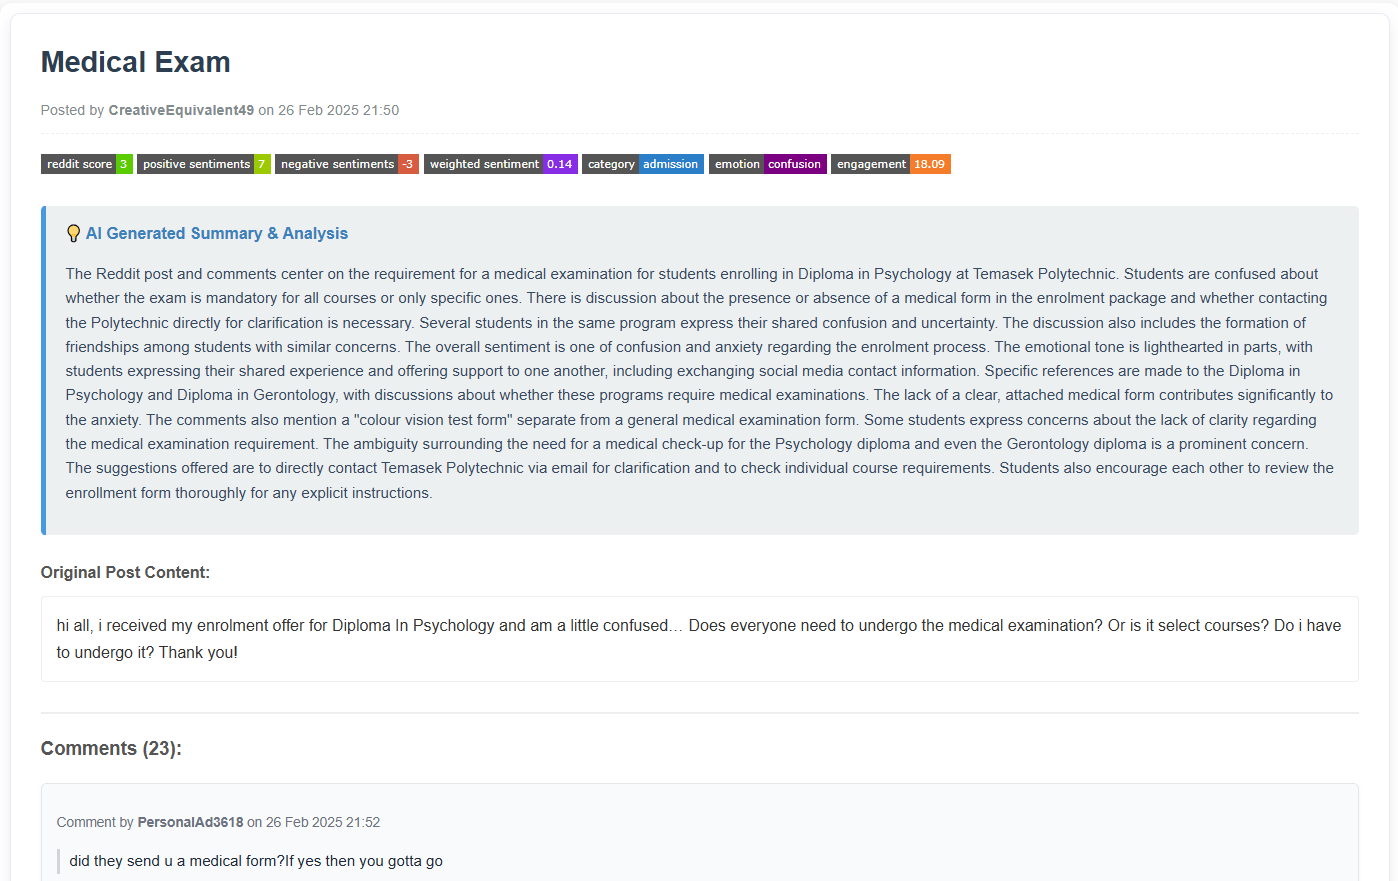 Medical Exam
Posted by CreativeEquivalent49 on 26 Feb 2025 21:50
reddit score 3 positive sentiments 7 negative sentiments -3 weighted sentiment 0.14 category admission emotion confusion engagement 18.09
AI Generated Summary & Analysis
The Reddit post and comments center on the requirement for a medical examination for students enrolling in Diploma in Psychology at Temasek Polytechnic. Students are confused about
whether the exam is mandatory for all courses or only specific ones. There is discussion about the presence or absence of a medical form in the enrolment package and whether contacting
the Polytechnic directly for clarification is necessary. Several students in the same program express their shared confusion and uncertainty. The discussion also includes the formation of
friendships among students with similar concerns. The overall sentiment is one of confusion and anxiety regarding the enrolment process. The emotional tone is lighthearted in parts, with
students expressing their shared experience and offering support to one another, including exchanging social media contact information. Specific references are made to the Diploma in
Psychology and Diploma in Gerontology, with discussions about whether these programs require medical examinations. The lack of a clear, attached medical form contributes significantly to
the anxiety. The comments also mention a "colour vision test form" separate from a general medical examination form. Some students express concerns about the lack of clarity regarding
the medical examination requirement. The ambiguity surrounding the need for a medical check-up for the Psychology diploma and even the Gerontology diploma is a prominent concern.
The suggestions offered are to directly contact Temasek Polytechnic via email for clarification and to check individual course requirements. Students also encourage each other to review the
enrollment form thoroughly for any explicit instructions.
Original Post Content:
hi all, i received my enrolment offer for Diploma In Psychology and am a little confused… Does everyone need to undergo the medical examination? Or is it select courses? Do i have
to undergo it? Thank you!
Comments (23):
Comment by PersonalAd3618 on 26 Feb 2025 21:52
did they send u a medical form?If yes then you gotta go